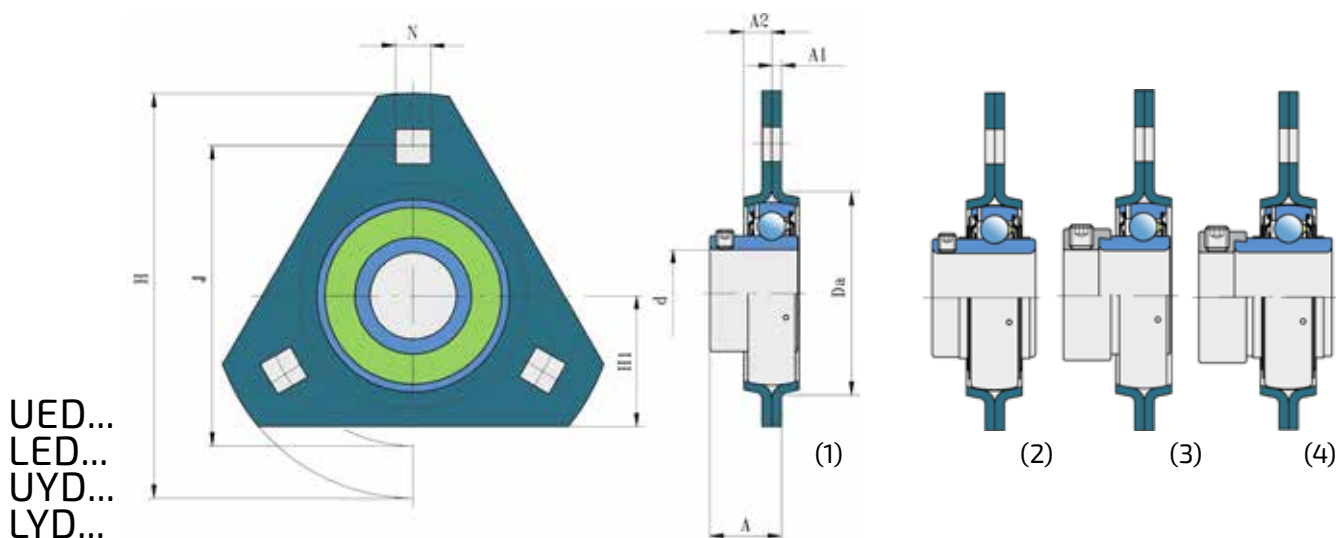 A2
N
A1
H
J
d
Da
H1
A
(1)
(2)
(3)
(4)
UED...
LED...
UYD...
LYD...